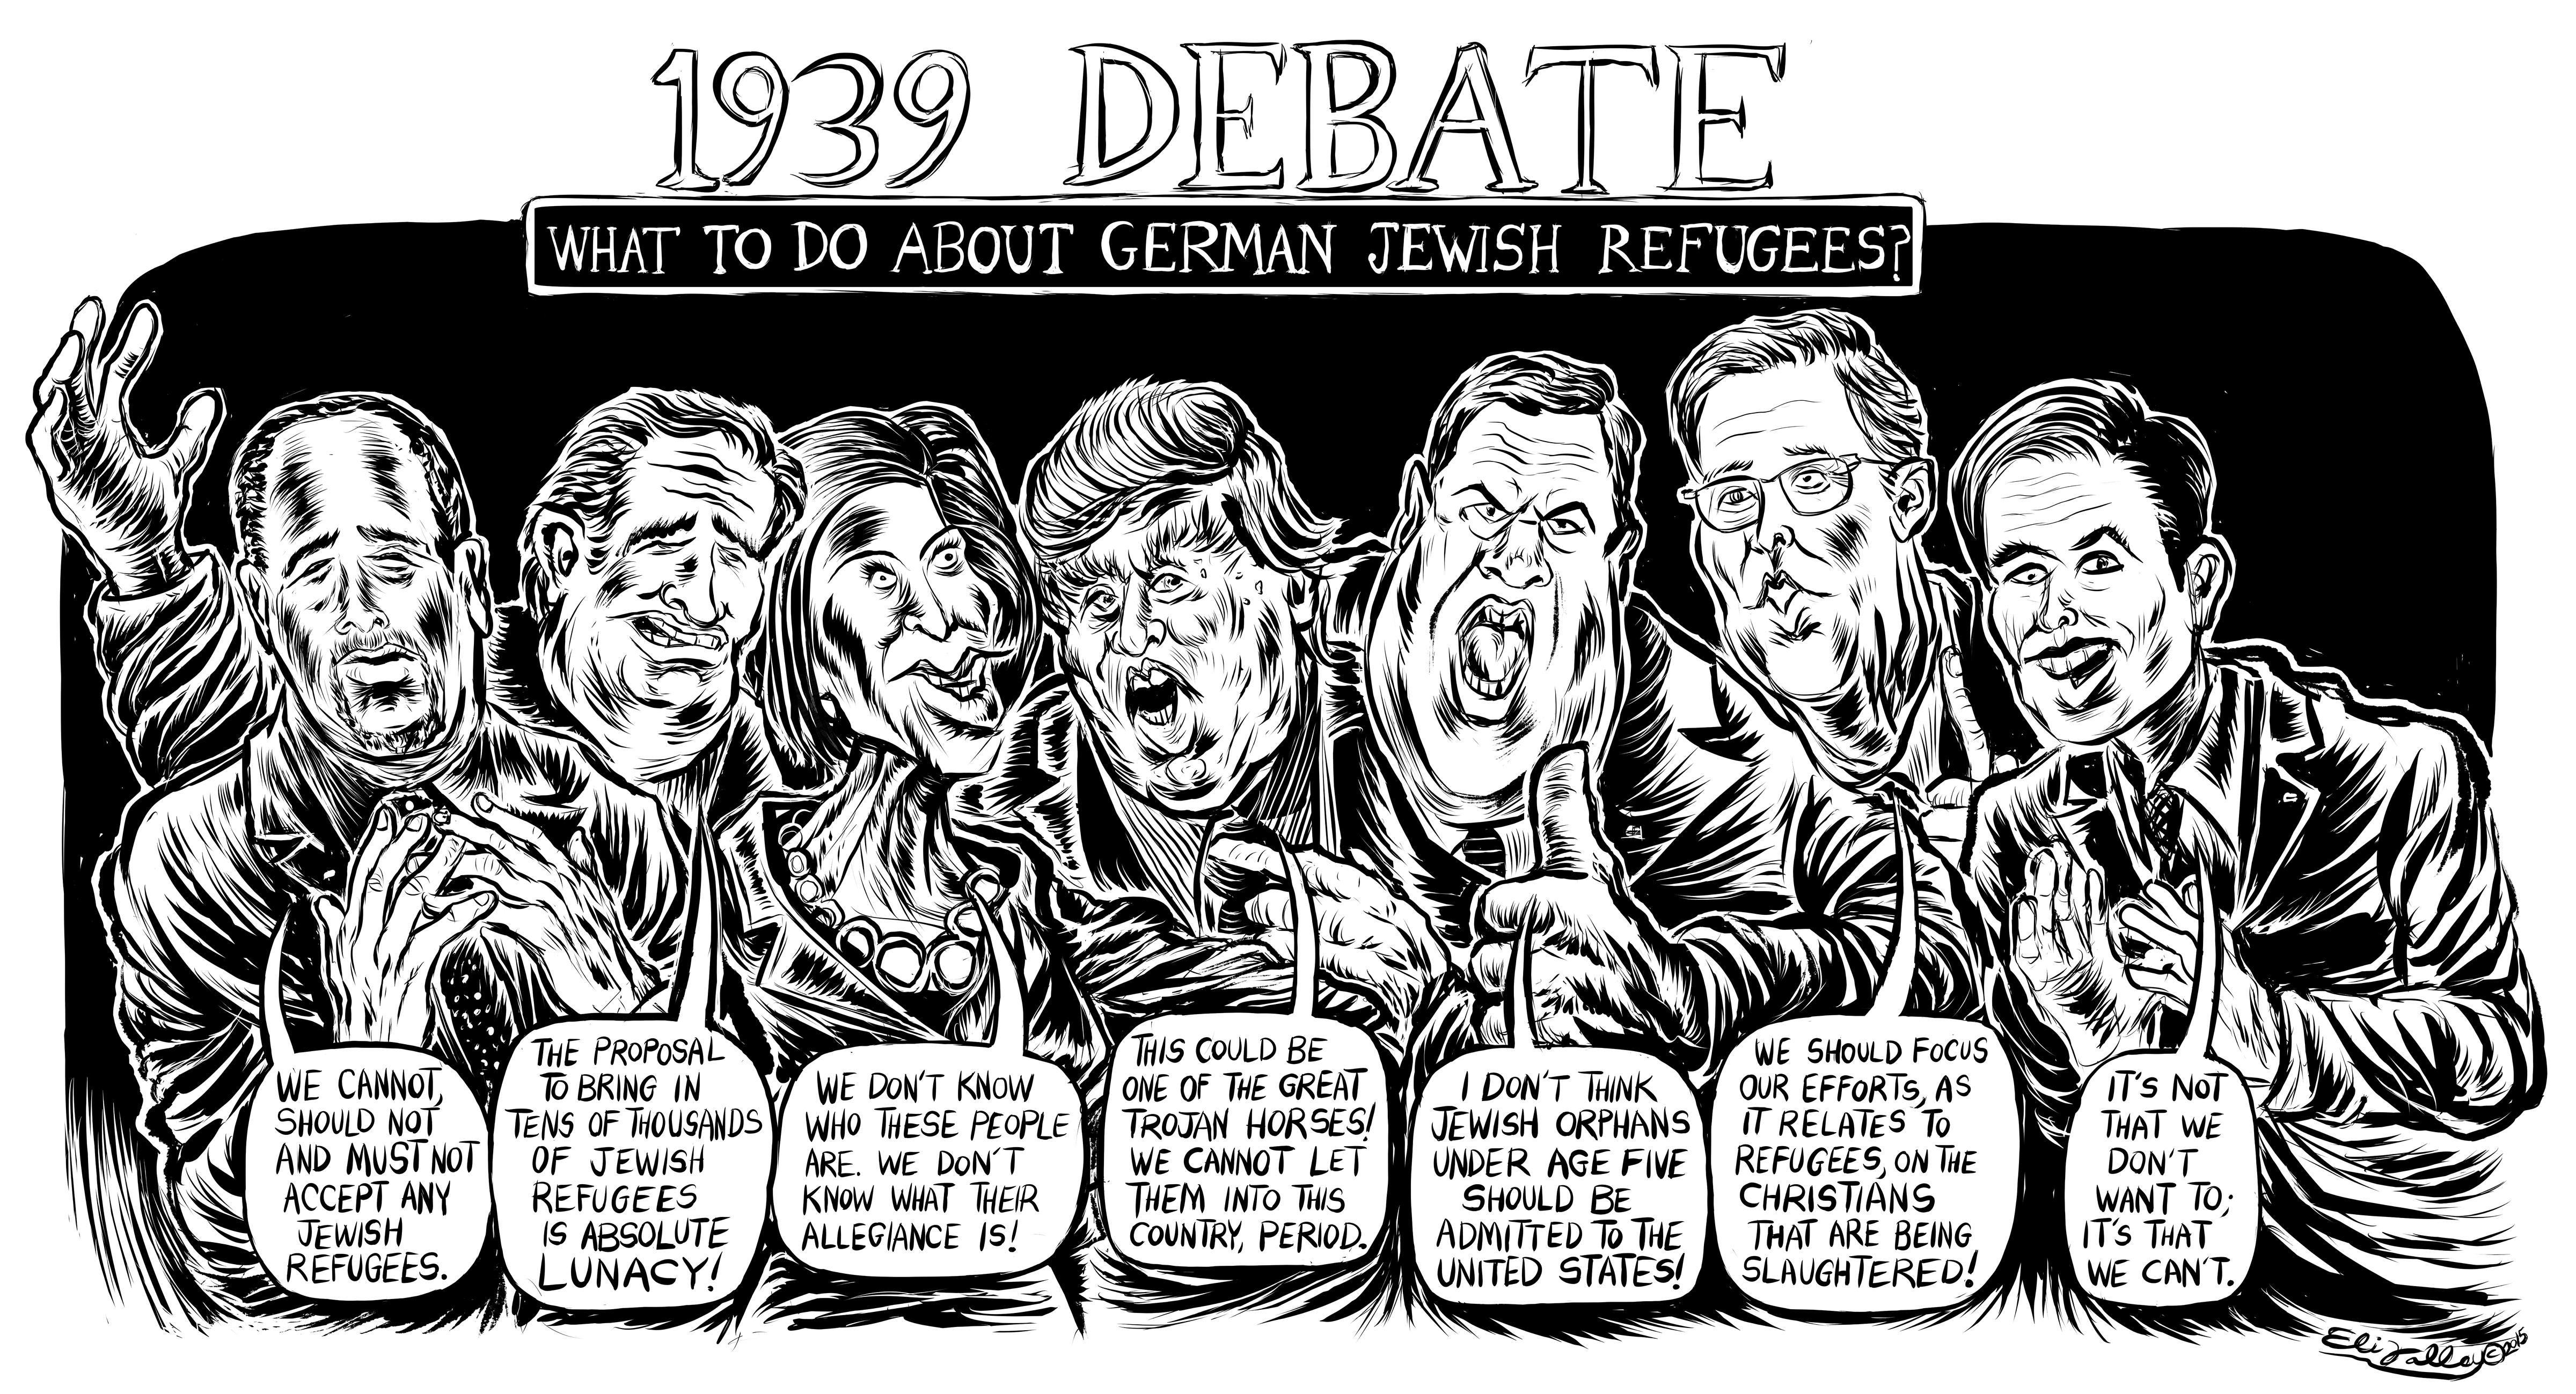 1939 DEBATE
WHAT TO DO ABOUT GERMAN JEWISH REFUGEES?
WE CANNOT,
SHOULD NOT
AND MUST NOT
ACCEPT ANY
JEWISH
REFUGEES.
THE PROPOSAL
TO BRING IN
TENS OF THOUSANDS
OF JEWISH
REFUGEES
IS ABSOLUTE
LUNACY!
WE DON'T KNOW
WHO THESE PEOPLE
ARE. WE DON'T
KNOW WHAT THEIR
ALLEGIANCE IS!
THIS COULD BE
ONE OF THE GREAT
TROJAN HORSES!
WE CANNOT LET
THEM INTO THIS
COUNTRY, PERIOD.
I DON'T THINK
JEWISH ORPHANS
UNDER AGE FIVE
SHOULD BE
ADMITTED TO THE
UNITED STATES!
WE SHOULD FOCUS
OUR EFFORTS, AS
IT RELATES TO
REFUGEES, ON THE
CHRISTIANS
THAT ARE BEING
SLAUGHTERED!
IT'S NOT
THAT WE
DON'T
WANT TO;
IT'S THAT
WE CAN'T.
Eli Valley © 2015